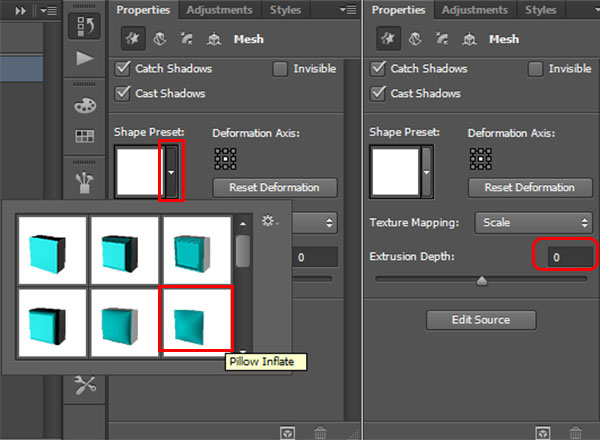 Properties Adjustments Styles
Mesh
Catch Shadows Invisible
Cast Shadows
Shape Preset: Deformation Axis:
Reset Deformation
0
Pillow Inflate
Properties Adjustments Styles
Mesh
Catch Shadows Invisible
Cast Shadows
Shape Preset: Deformation Axis:
Reset Deformation
Texture Mapping: Scale
Extrusion Depth: 0
Edit Source